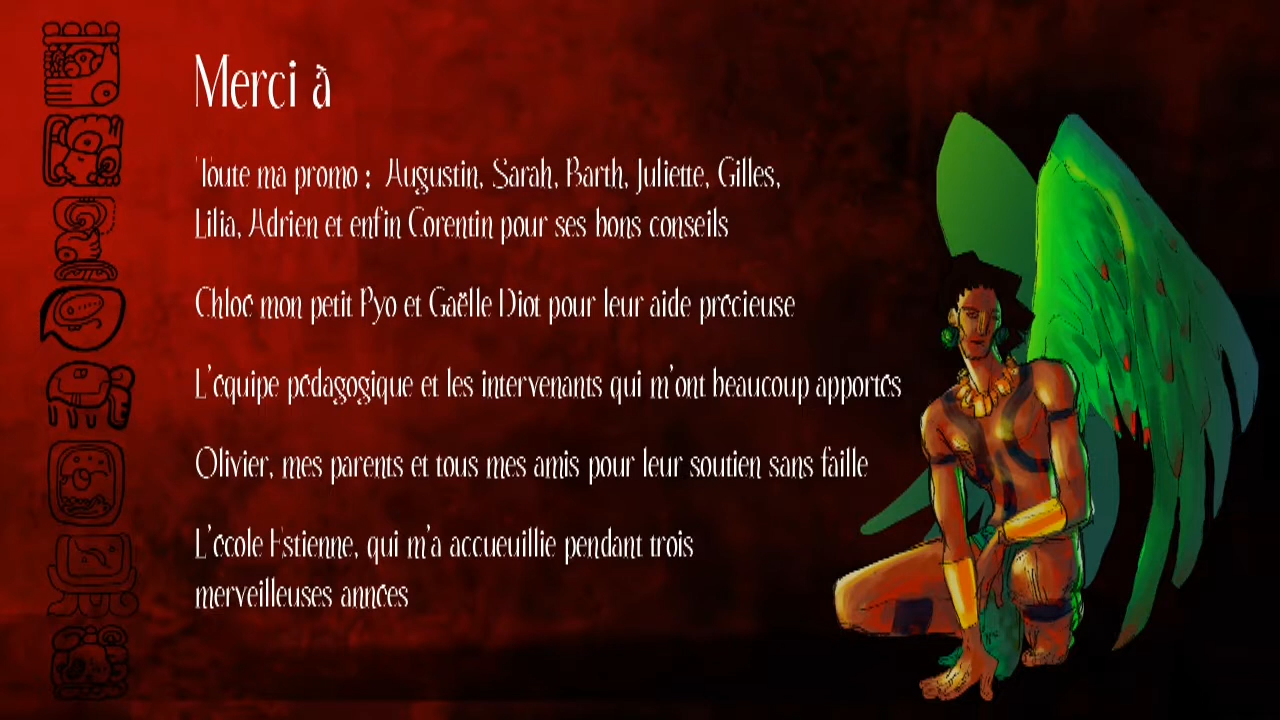 Merci à
Toute ma promo : Augustin, Sarah, Barth, Juliette, Gilles,
Lilia, Adrien et enfin Corentin pour ses bons conseils
Chloé mon petit Pyo et Gaëlle Diot pour leur aide précieuse
L'équipe pédagogique et les intervenants qui m'ont beaucoup apportés
Olivier, mes parents et tous mes amis pour leur soutien sans faille
L'école Estienne, qui m'a accueuillie pendant trois
merveilleuses années